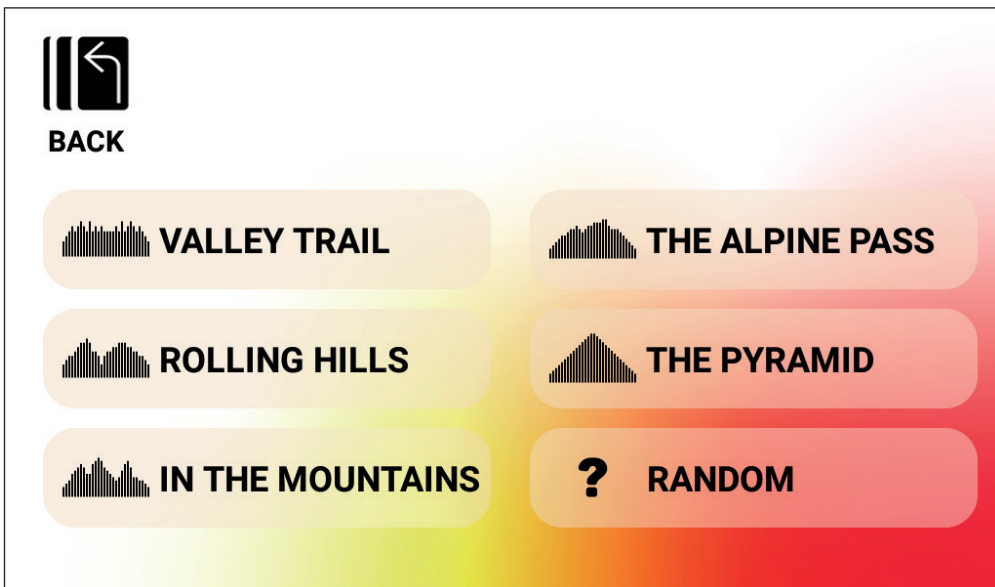 BACK
VALLEY TRAIL
THE ALPINE PASS
ROLLING HILLS
THE PYRAMID
IN THE MOUNTAINS
? RANDOM